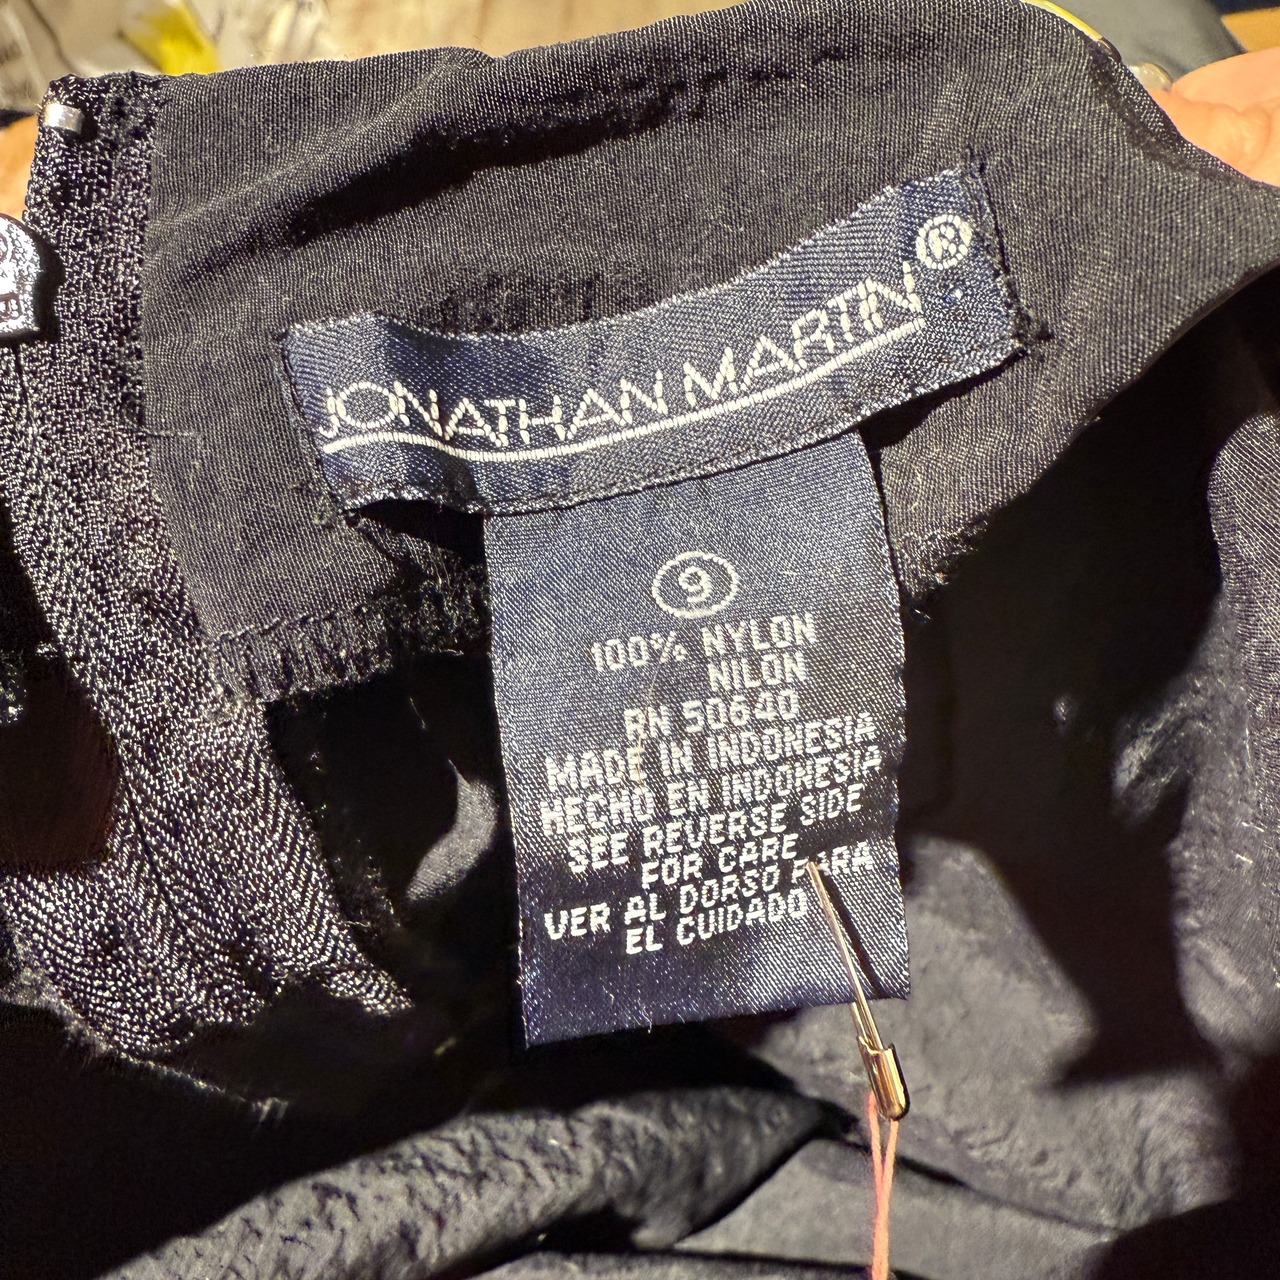 JONATHAN MARTIN®
9
100% NYLON
NILON
RN 50640
MADE IN INDONESIA
HECHO EN INDONESIA
SEE REVERSE SIDE
FOR CARE
VER AL DORSO PARA
EL CUIDADO